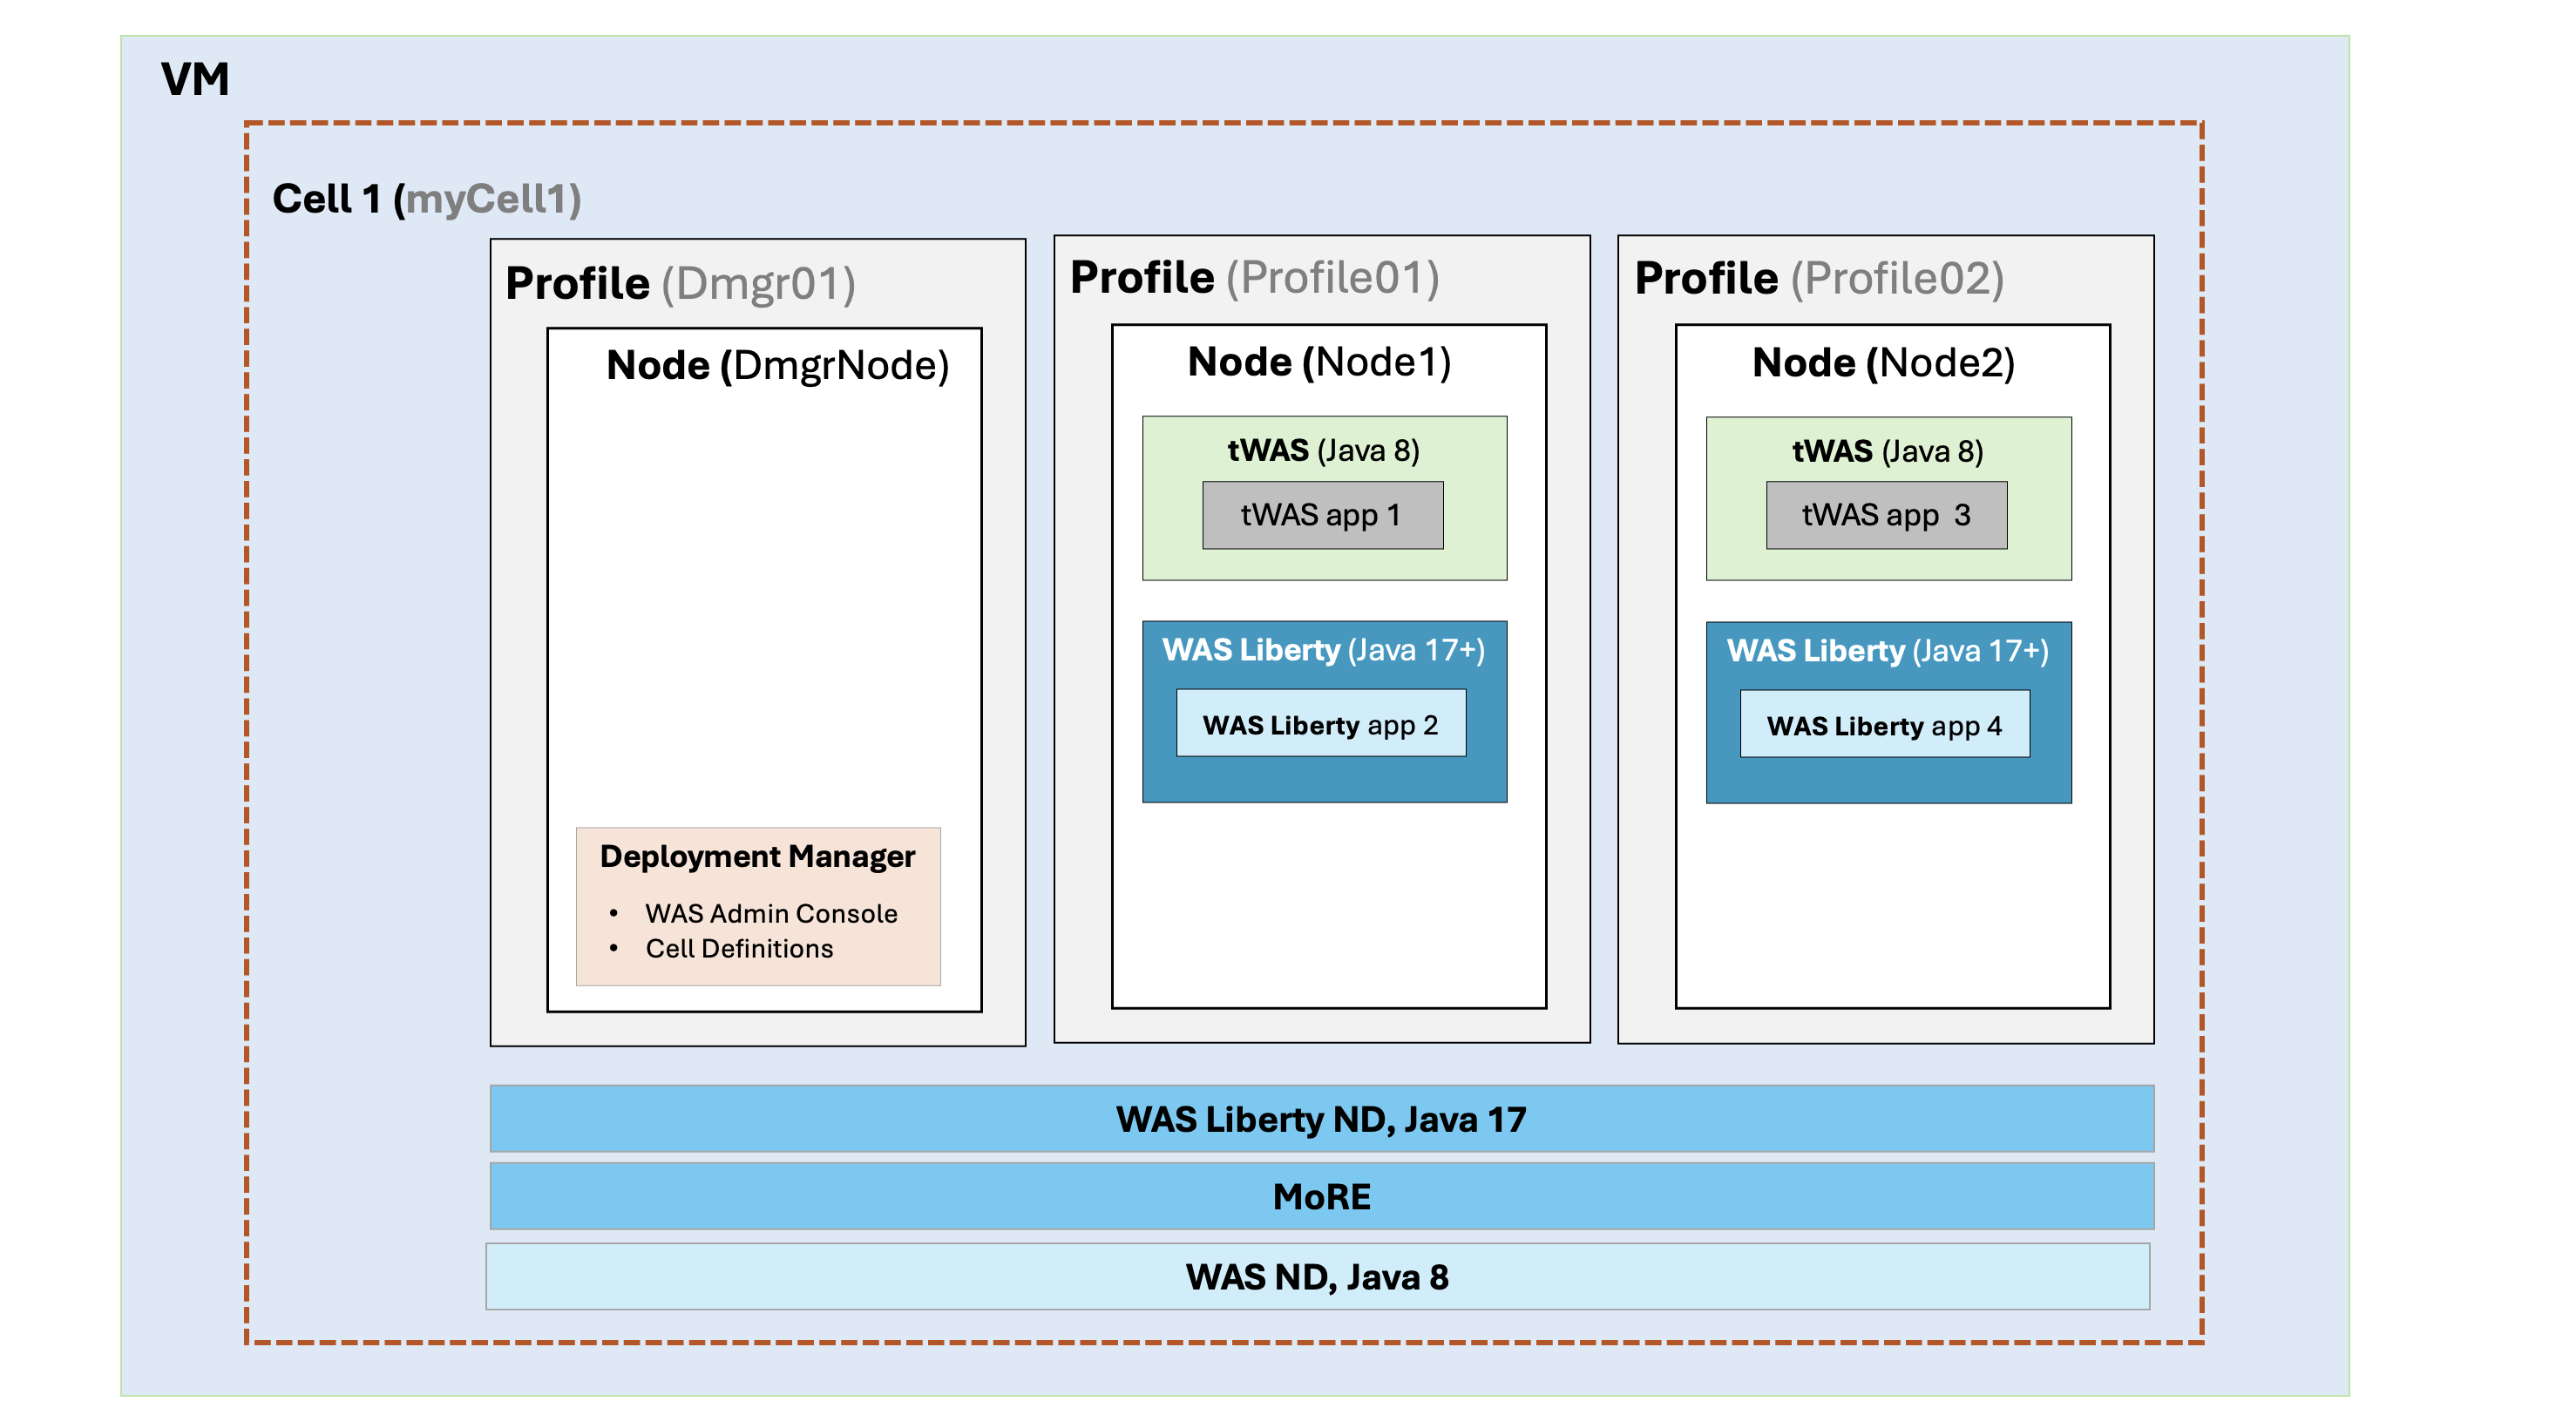 VM
Cell 1 (myCell1)
Profile (Dmgr01)
Node (DmgrNode)
Deployment Manager
• WAS Admin Console
• Cell Definitions
Profile (Profile01)
Node (Node1)
tWAS (Java 8)
tWAS app 1
WAS Liberty (Java 17+)
WAS Liberty app 2
Profile (Profile02)
Node (Node2)
tWAS (Java 8)
tWAS app  3
WAS Liberty (Java 17+)
WAS Liberty app 4
WAS Liberty ND, Java 17
MoRE
WAS ND, Java 8